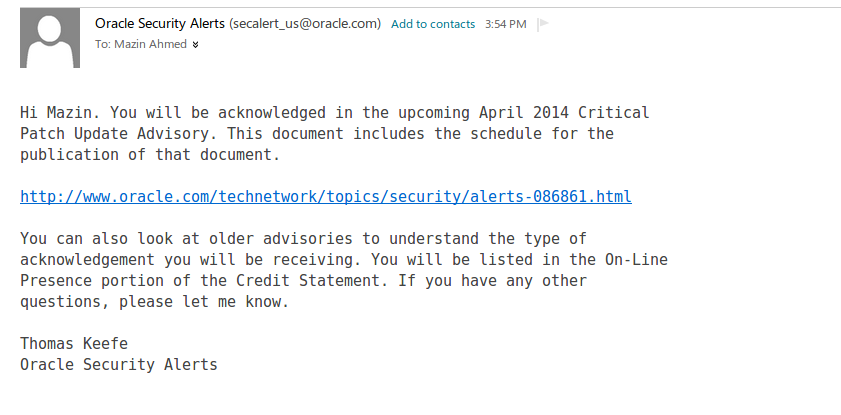 Oracle Security Alerts (secalert_us@oracle.com) Add to contacts 3:54 PM
To: Mazin Ahmed
Hi Mazin. You will be acknowledged in the upcoming April 2014 Critical
Patch Update Advisory. This document includes the schedule for the
publication of that document.
http://www.oracle.com/technetwork/topics/security/alerts-086861.html
You can also look at older advisories to understand the type of
acknowledgement you will be receiving. You will be listed in the On-Line
Presence portion of the Credit Statement. If you have any other
questions, please let me know.
Thomas Keefe
Oracle Security Alerts